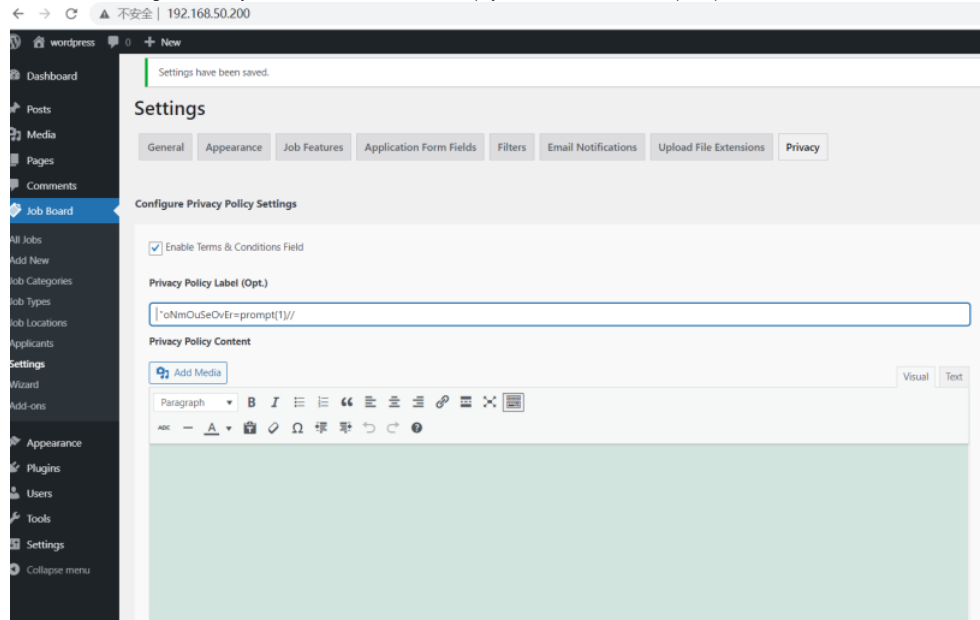 不安全 | 192.168.50.200
wordpress 0 + New
Settings have been saved.
Dashboard
Posts
Media
Pages
Comments
Job Board
All Jobs
Add New
Job Categories
Job Types
Job Locations
Applicants
Settings
Wizard
Add-ons
Appearance
Plugins
Users
Tools
Settings
Collapse menu
Settings
General Appearance Job Features Application Form Fields Filters Email Notifications Upload File Extensions Privacy
Configure Privacy Policy Settings
Enable Terms & Conditions Field
Privacy Policy Label (Opt.)
"oNmOuSeOvEr=prompt(1)//
Privacy Policy Content
Add Media
Visual Text
Paragraph B I
ABC A Ω